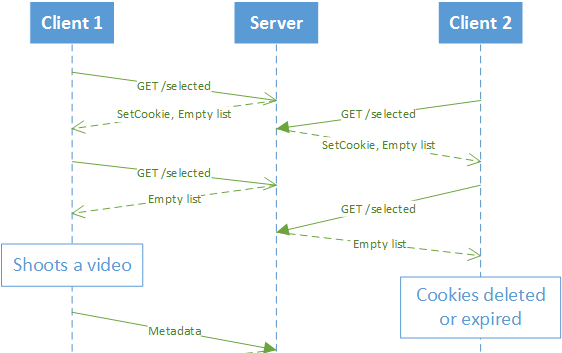 Client 1
Server
Client 2
GET /selected
SetCookie, Empty list
GET /selected
SetCookie, Empty list
GET /selected
Empty list
GET /selected
Empty list
Shoots a video
Cookies deleted
or expired
Metadata